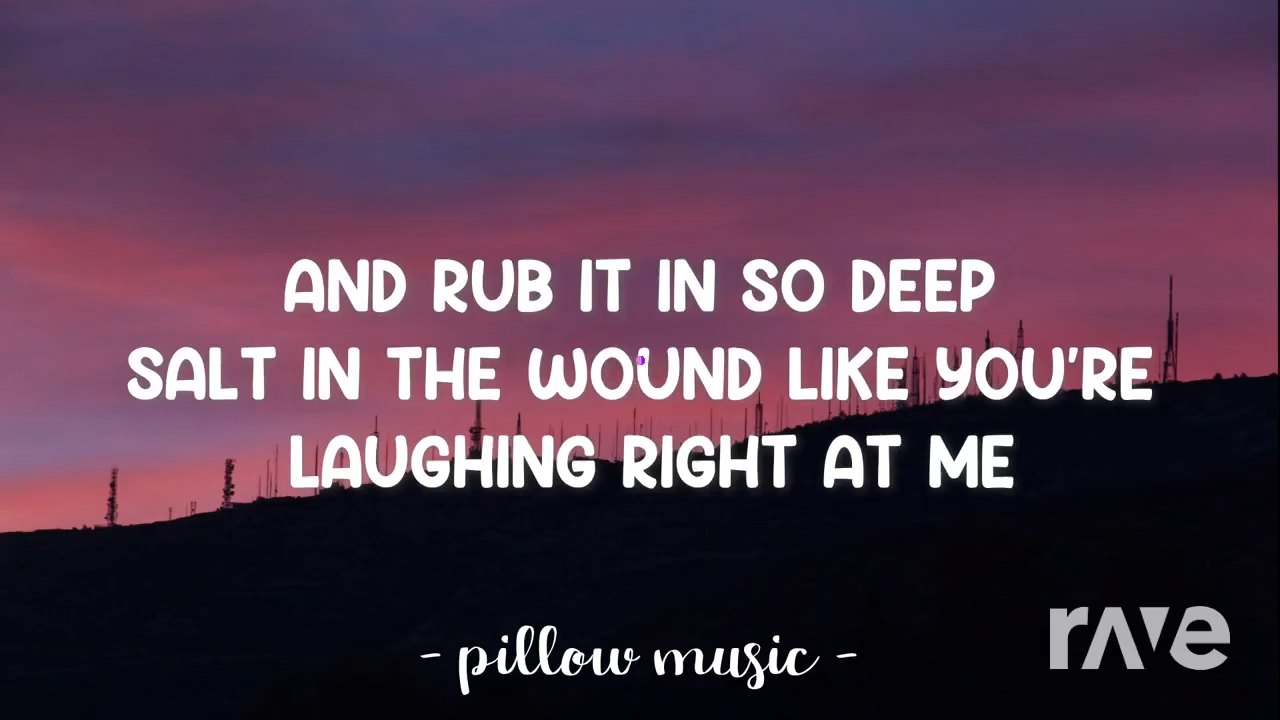 AND RUB IT IN SO DEEP
SALT IN THE WOUND LIKE YOU'RE
LAUGHING RIGHT AT ME
- pillow music -
rave